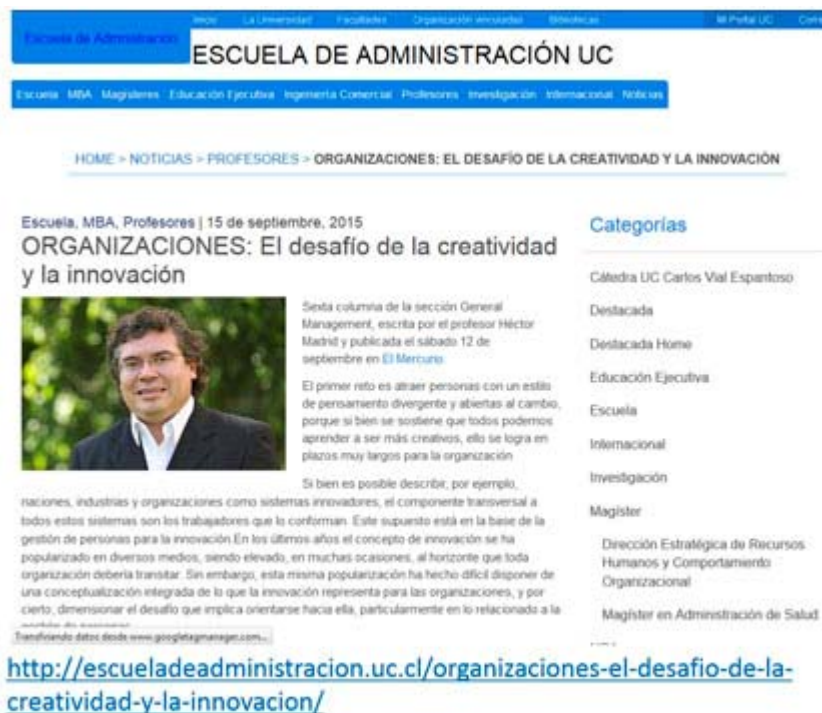 Inicio La Universidad Facultades Organización vinculadas Bibliotecas Mi Portal UC
Escuela de Administración
ESCUELA DE ADMINISTRACIÓN UC
Escuela MBA Magísteres Educación Ejecutiva Ingeniería Comercial Profesores Investigación Internacional Noticias
HOME > NOTICIAS > PROFESORES > ORGANIZACIONES: EL DESAFÍO DE LA CREATIVIDAD Y LA INNOVACIÓN
Escuela, MBA, Profesores | 15 de septiembre, 2015
ORGANIZACIONES: El desafío de la creatividad
y la innovación
Sexta columna de la sección General
Management, escrita por el profesor Héctor
Madrid y publicada el sábado 12 de
septiembre en El Mercurio
El primer reto es atraer personas con un estilo
de pensamiento divergente y abiertas al cambio,
porque si bien se sostiene que todos podemos
aprender a ser más creativos, ello se logra en
plazos muy largos para la organización
Si bien es posible describir, por ejemplo,
naciones, industrias y organizaciones como sistemas innovadores, el componente transversal a
todos estos sistemas son los trabajadores que lo conforman. Este supuesto está en la base de la
gestión de personas para la innovación.En los últimos años el concepto de innovación se ha
popularizado en diversos medios, siendo elevado, en muchas ocasiones, al horizonte que toda
organización debería transitar. Sin embargo, esta misma popularización ha hecho difícil disponer de
una conceptualización integrada de lo que la innovación representa para las organizaciones, y por
cierto, dimensionar el desafío que implica orientarse hacia ella, particularmente en lo relacionado a la
Transfiriendo datos desde www.googletagmanager.com...
Categorías
Cátedra UC Carlos Vial Espantoso
Destacada
Destacada Home
Educación Ejecutiva
Escuela
Internacional
Investigación
Magíster
Dirección Estratégica de Recursos
Humanos y Comportamiento
Organizacional
Magíster en Administración de Salud
http://escueladeadministracion.uc.cl/organizaciones-el-desafio-de-la-
creatividad-y-la-innovacion/